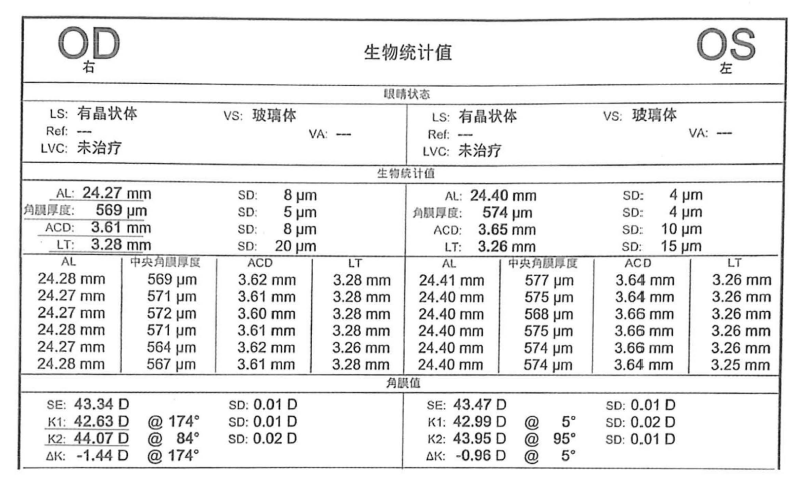 OD
右
生物统计值
OS
左
眼睛状态
LS: 有晶状体 VS: 玻璃体 LS: 有晶状体 VS: 玻璃体
Ref: --- VA: --- Ref: --- VA: ---
LVC: 未治疗 LVC: 未治疗
生物统计值
AL: 24.27 mm SD: 8 µm AL: 24.40 mm SD: 4 µm
角膜厚度: 569 µm SD: 5 µm 角膜厚度: 574 µm SD: 4 µm
ACD: 3.61 mm SD: 8 µm ACD: 3.65 mm SD: 10 µm
LT: 3.28 mm SD: 20 µm LT: 3.26 mm SD: 15 µm
AL 中央角膜厚度 ACD LT AL 中央角膜厚度 ACD LT
24.28 mm 569 µm 3.62 mm 3.28 mm 24.41 mm 577 µm 3.64 mm 3.26 mm
24.27 mm 571 µm 3.61 mm 3.28 mm 24.40 mm 575 µm 3.64 mm 3.26 mm
24.27 mm 572 µm 3.60 mm 3.28 mm 24.40 mm 568 µm 3.66 mm 3.26 mm
24.28 mm 571 µm 3.61 mm 3.28 mm 24.40 mm 575 µm 3.66 mm 3.26 mm
24.27 mm 564 µm 3.62 mm 3.26 mm 24.40 mm 574 µm 3.66 mm 3.26 mm
24.28 mm 567 µm 3.61 mm 3.28 mm 24.40 mm 574 µm 3.64 mm 3.25 mm
角膜值
SE: 43.34 D SD: 0.01 D SE: 43.47 D SD: 0.01 D
K1: 42.63 D @ 174° SD: 0.01 D K1: 42.99 D @ 5° SD: 0.02 D
K2: 44.07 D @ 84° SD: 0.02 D K2: 43.95 D @ 95° SD: 0.01 D
ΔK: -1.44 D @ 174° ΔK: -0.96 D @ 5°